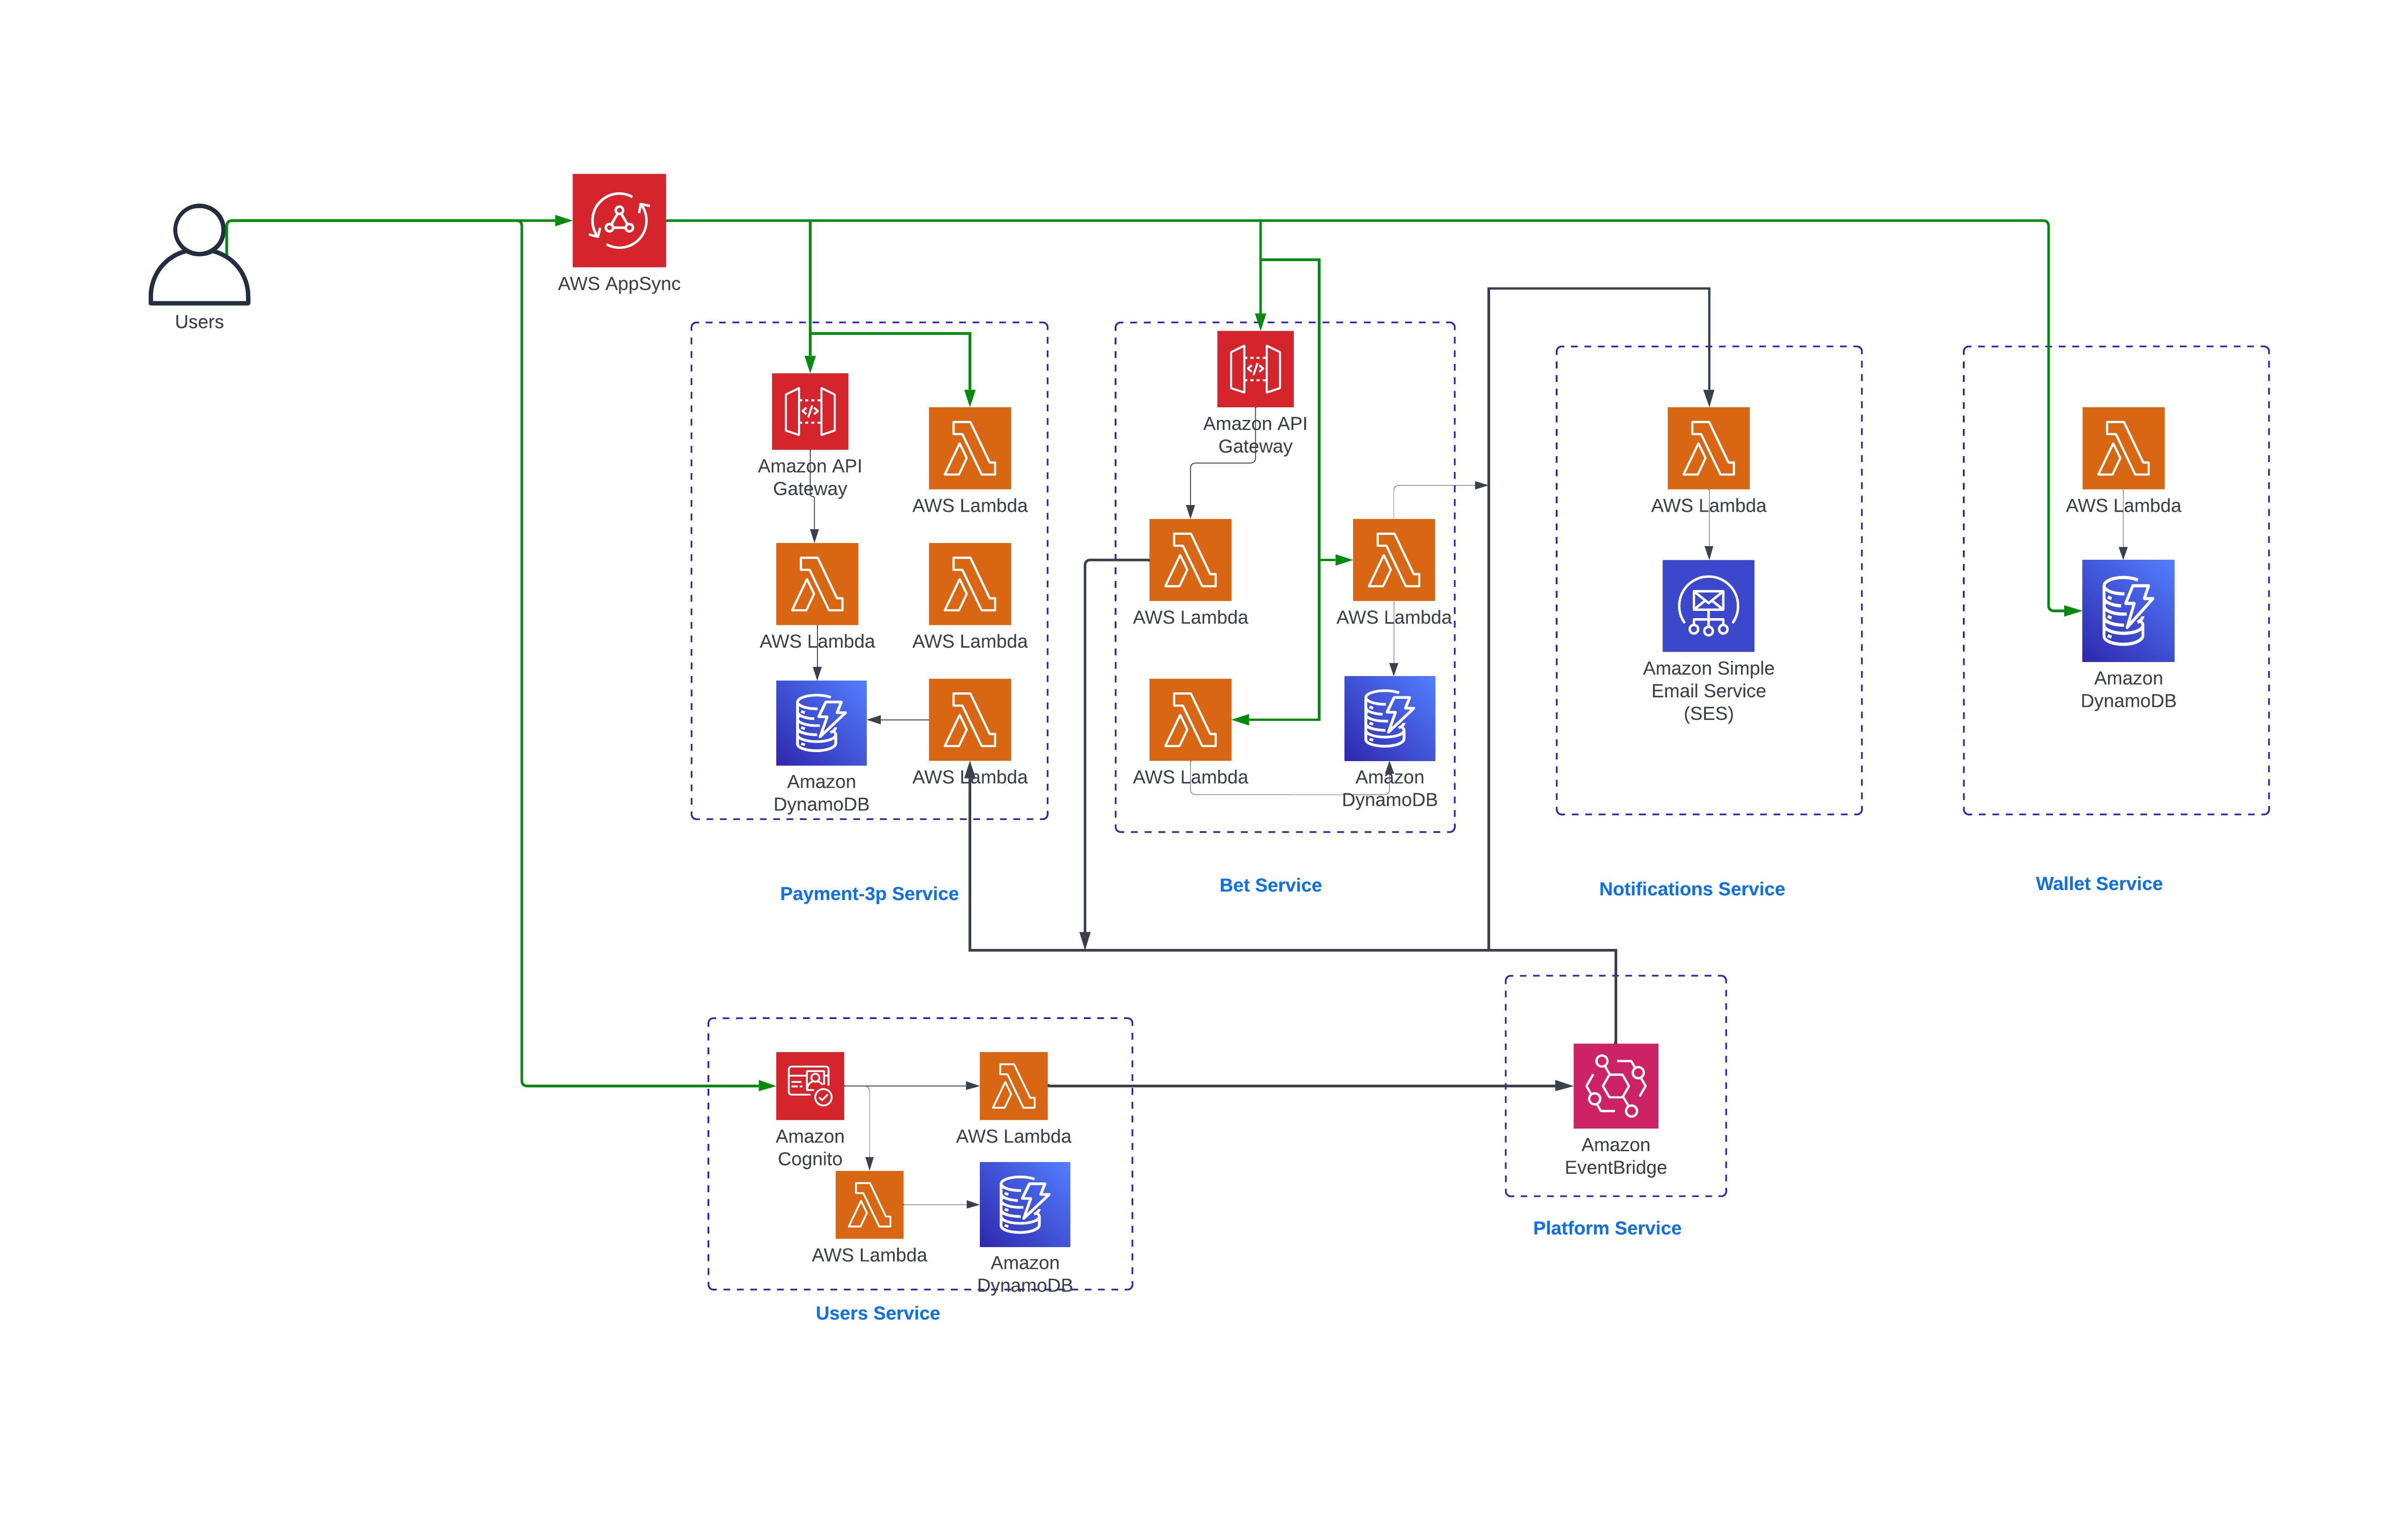 AWS AppSync
Users
Amazon API
Gateway
AWS Lambda
AWS Lambda
AWS Lambda
Amazon
DynamoDB
AWS Lambda
Payment-3p Service
Amazon API
Gateway
AWS Lambda
AWS Lambda
AWS Lambda
Amazon
DynamoDB
Bet Service
AWS Lambda
Amazon Simple
Email Service
(SES)
Notifications Service
AWS Lambda
Amazon
DynamoDB
Wallet Service
Amazon
Cognito
AWS Lambda
AWS Lambda
Amazon
DynamoDB
Users Service
Amazon
EventBridge
Platform Service